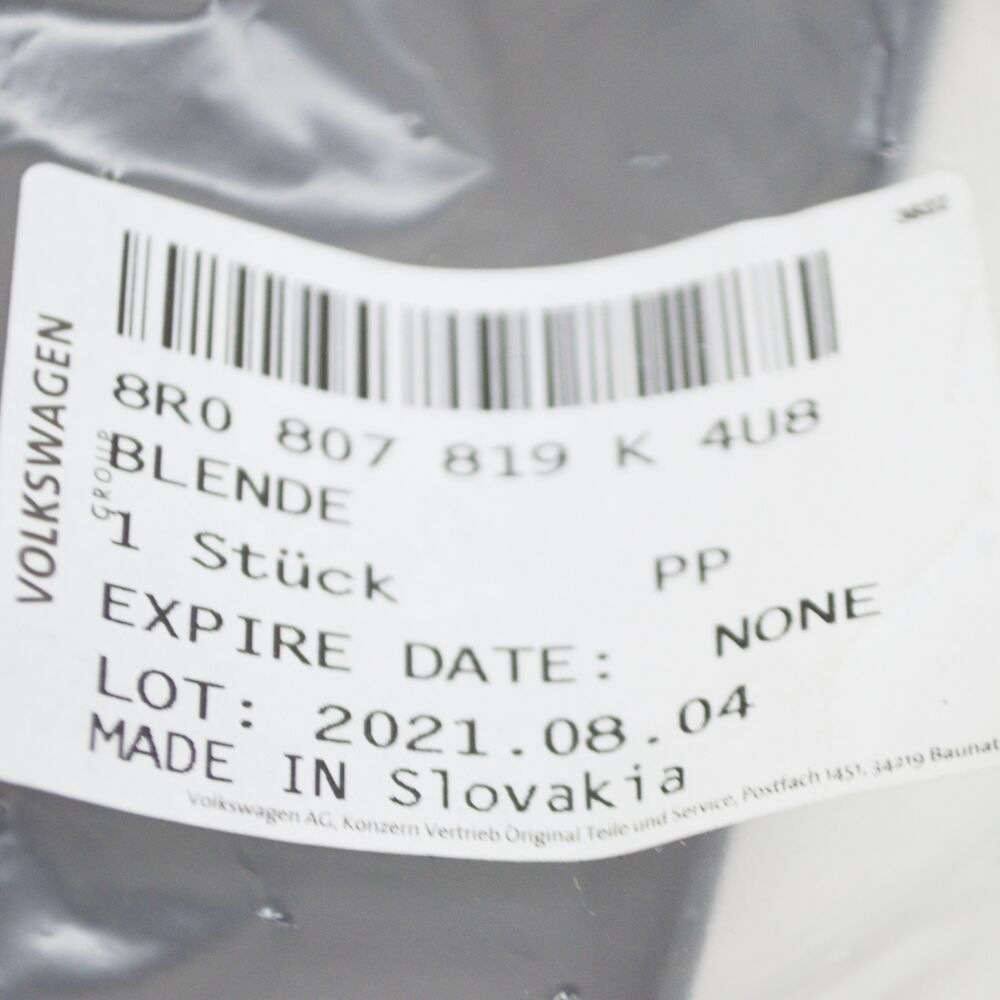 VOLKSWAGEN
GROUP
8R0 807 819 K 4U8
BLENDE
1 Stück PP
EXPIRE DATE: NONE
LOT: 2021.08.04
MADE IN Slovakia
Volkswagen AG, Konzern Vertrieb Original Teile und Service, Postfach 1451, 34219 Baunat